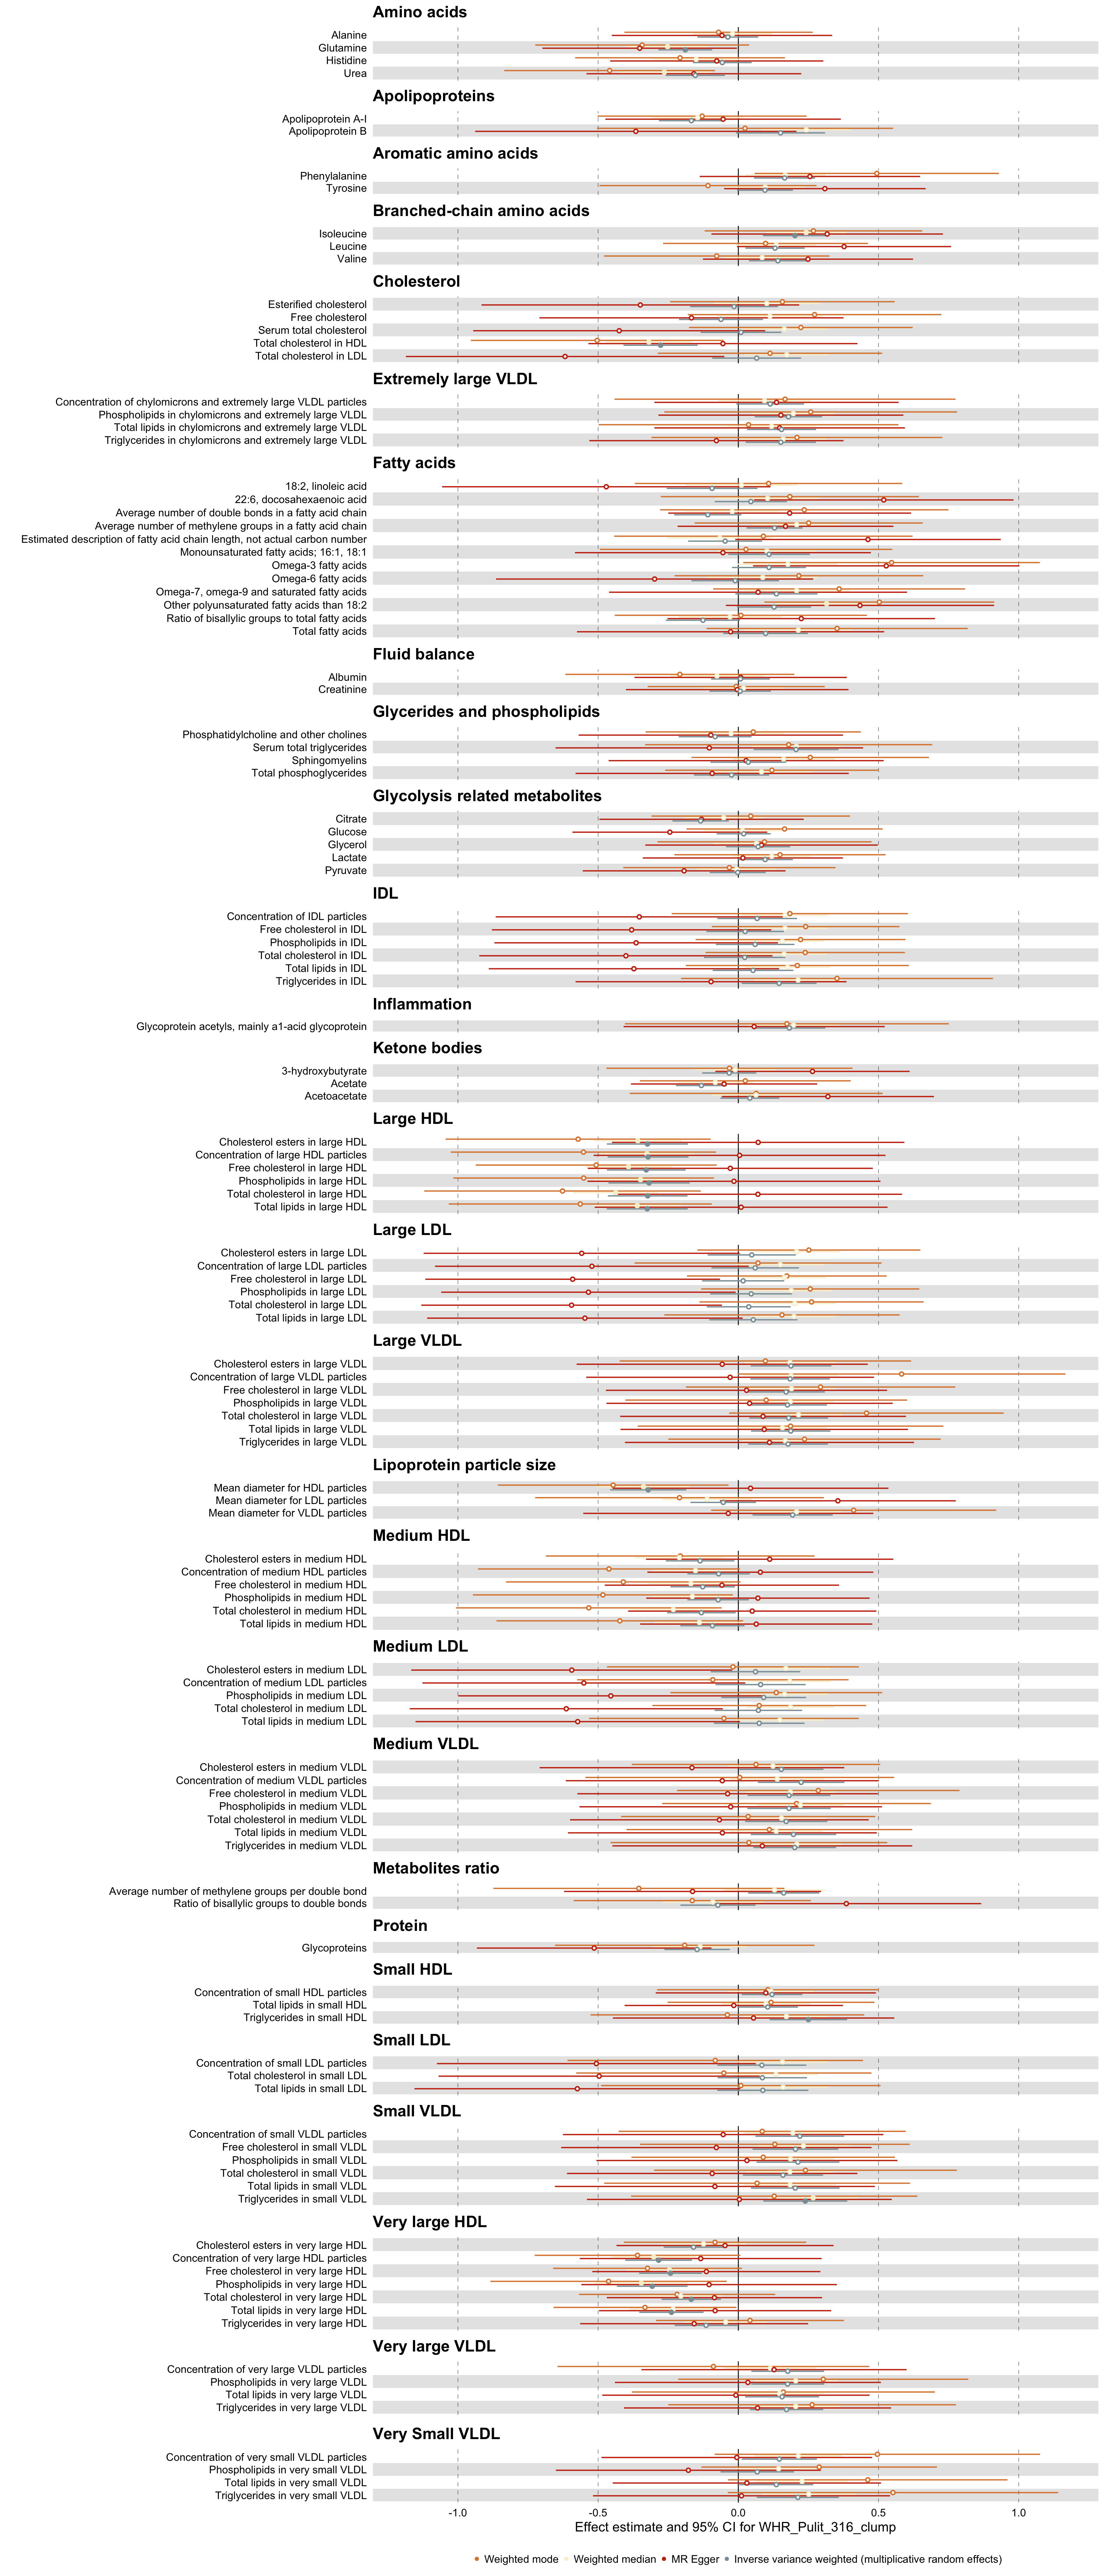 Amino acids
Alanine
Glutamine
Histidine
Urea
Apolipoproteins
Apolipoprotein A-I
Apolipoprotein B
Aromatic amino acids
Phenylalanine
Tyrosine
Branched-chain amino acids
Isoleucine
Leucine
Valine
Cholesterol
Esterified cholesterol
Free cholesterol
Serum total cholesterol
Total cholesterol in HDL
Total cholesterol in LDL
Extremely large VLDL
Concentration of chylomicrons and extremely large VLDL particles
Phospholipids in chylomicrons and extremely large VLDL
Total lipids in chylomicrons and extremely large VLDL
Triglycerides in chylomicrons and extremely large VLDL
Fatty acids
18:2, linoleic acid
22:6, docosahexaenoic acid
Average number of double bonds in a fatty acid chain
Average number of methylene groups in a fatty acid chain
Estimated description of fatty acid chain length, not actual carbon number
Monounsaturated fatty acids; 16:1, 18:1
Omega-3 fatty acids
Omega-6 fatty acids
Omega-7, omega-9 and saturated fatty acids
Other polyunsaturated fatty acids than 18:2
Ratio of bisallylic groups to total fatty acids
Total fatty acids
Fluid balance
Albumin
Creatinine
Glycerides and phospholipids
Phosphatidylcholine and other cholines
Serum total triglycerides
Sphingomyelins
Total phosphoglycerides
Glycolysis related metabolites
Citrate
Glucose
Glycerol
Lactate
Pyruvate
IDL
Concentration of IDL particles
Free cholesterol in IDL
Phospholipids in IDL
Total cholesterol in IDL
Total lipids in IDL
Triglycerides in IDL
Inflammation
Glycoprotein acetyls, mainly a1-acid glycoprotein
Ketone bodies
3-hydroxybutyrate
Acetate
Acetoacetate
Large HDL
Cholesterol esters in large HDL
Concentration of large HDL particles
Free cholesterol in large HDL
Phospholipids in large HDL
Total cholesterol in large HDL
Total lipids in large HDL
Large LDL
Cholesterol esters in large LDL
Concentration of large LDL particles
Free cholesterol in large LDL
Phospholipids in large LDL
Total cholesterol in large LDL
Total lipids in large LDL
Large VLDL
Cholesterol esters in large VLDL
Concentration of large VLDL particles
Free cholesterol in large VLDL
Phospholipids in large VLDL
Total cholesterol in large VLDL
Total lipids in large VLDL
Triglycerides in large VLDL
Lipoprotein particle size
Mean diameter for HDL particles
Mean diameter for LDL particles
Mean diameter for VLDL particles
Medium HDL
Cholesterol esters in medium HDL
Concentration of medium HDL particles
Free cholesterol in medium HDL
Phospholipids in medium HDL
Total cholesterol in medium HDL
Total lipids in medium HDL
Medium LDL
Cholesterol esters in medium LDL
Concentration of medium LDL particles
Phospholipids in medium LDL
Total cholesterol in medium LDL
Total lipids in medium LDL
Medium VLDL
Cholesterol esters in medium VLDL
Concentration of medium VLDL particles
Free cholesterol in medium VLDL
Phospholipids in medium VLDL
Total cholesterol in medium VLDL
Total lipids in medium VLDL
Triglycerides in medium VLDL
Metabolites ratio
Average number of methylene groups per double bond
Ratio of bisallylic groups to double bonds
Protein
Glycoproteins
Small HDL
Concentration of small HDL particles
Total lipids in small HDL
Triglycerides in small HDL
Small LDL
Concentration of small LDL particles
Total cholesterol in small LDL
Total lipids in small LDL
Small VLDL
Concentration of small VLDL particles
Free cholesterol in small VLDL
Phospholipids in small VLDL
Total cholesterol in small VLDL
Total lipids in small VLDL
Triglycerides in small VLDL
Very large HDL
Cholesterol esters in very large HDL
Concentration of very large HDL particles
Free cholesterol in very large HDL
Phospholipids in very large HDL
Total cholesterol in very large HDL
Total lipids in very large HDL
Triglycerides in very large HDL
Very large VLDL
Concentration of very large VLDL particles
Phospholipids in very large VLDL
Total lipids in very large VLDL
Triglycerides in very large VLDL
Very Small VLDL
Concentration of very small VLDL particles
Phospholipids in very small VLDL
Total lipids in very small VLDL
Triglycerides in very small VLDL
-1.0 -0.5 0.0 0.5 1.0
Effect estimate and 95% CI for WHR_Pulit_316_clump
Weighted mode Weighted median MR Egger Inverse variance weighted (multiplicative random effects)